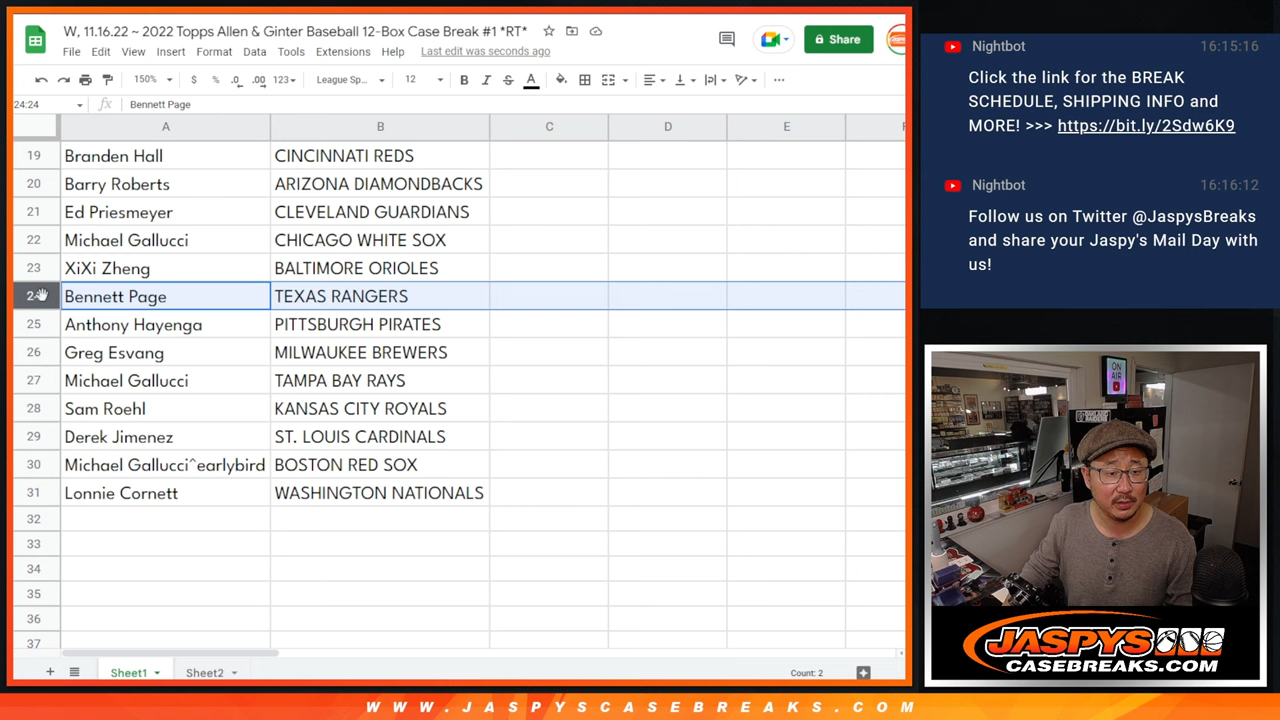 W, 11.16.22 ~ 2022 Topps Allen & Ginter Baseball 12-Box Case Break #1 *RT*
Share
File Edit View Insert Format Data Tools Extensions Help Last edit was seconds ago
150% $ % .0 .00 123 League Sp... 12 B I S A
24:24 fx Bennett Page
A B C D E F
19 Branden Hall CINCINNATI REDS
20 Barry Roberts ARIZONA DIAMONDBACKS
21 Ed Priesmeyer CLEVELAND GUARDIANS
22 Michael Gallucci CHICAGO WHITE SOX
23 XiXi Zheng BALTIMORE ORIOLES
24 Bennett Page TEXAS RANGERS
25 Anthony Hayenga PITTSBURGH PIRATES
26 Greg Esvang MILWAUKEE BREWERS
27 Michael Gallucci TAMPA BAY RAYS
28 Sam Roehl KANSAS CITY ROYALS
29 Derek Jimenez ST. LOUIS CARDINALS
30 Michael Gallucci^earlybird BOSTON RED SOX
31 Lonnie Cornett WASHINGTON NATIONALS
32
33
34
35
36
37
Sheet1 Sheet2 Count: 2
Nightbot 16:15:16
Click the link for the BREAK
SCHEDULE, SHIPPING INFO and
MORE! >>> https://bit.ly/2Sdw6K9
Nightbot 16:16:12
Follow us on Twitter @JaspysBreaks
and share your Jaspy's Mail Day with
us!
ON
AIR
JASPYS
CASEBREAKS.COM
WWW.JASPYSCASEBREAKS.COM